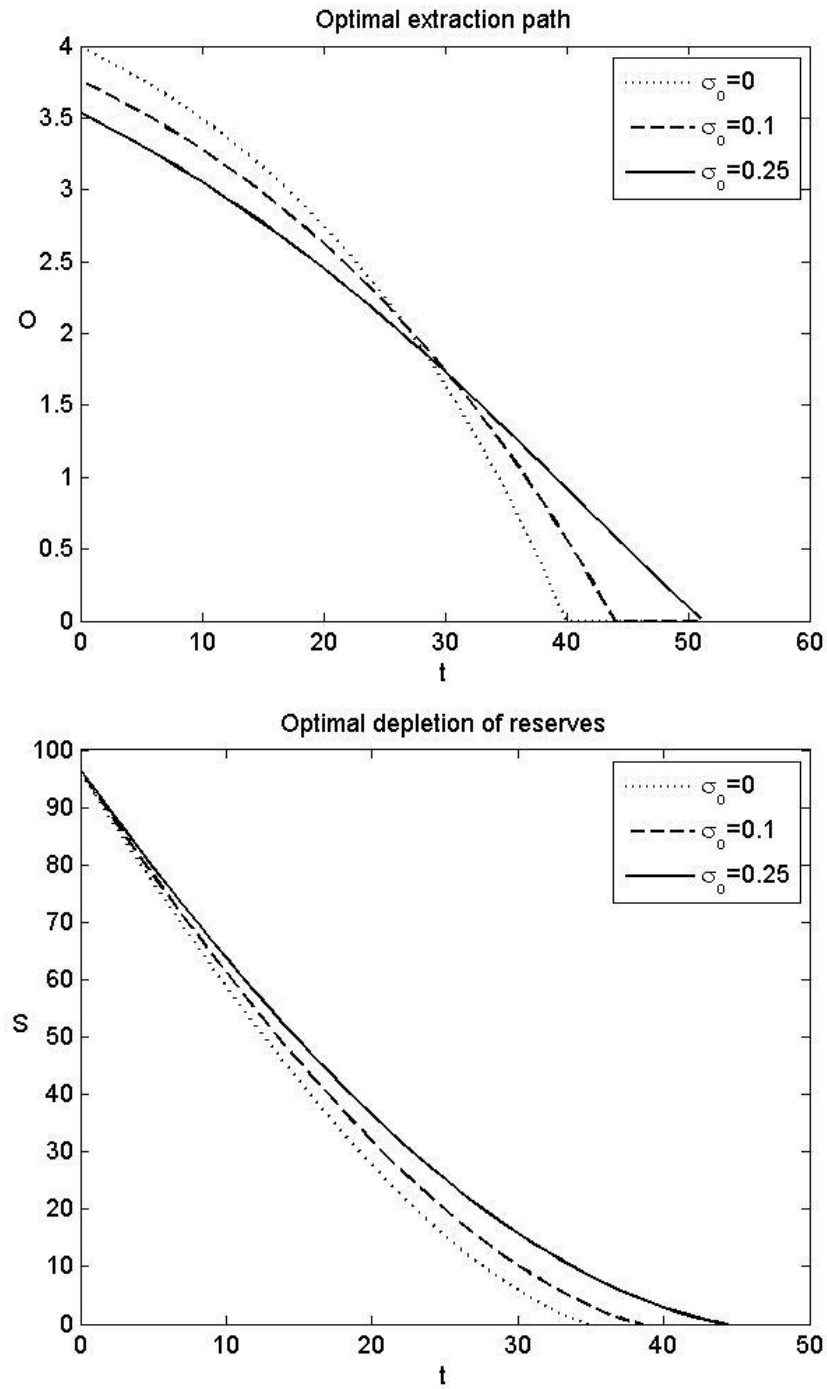 Optimal extraction path
4
3.5
3
2.5
2
1.5
1
0.5
0
O
0 10 20 30 40 50 60
t
σ0=0
σ0=0.1
σ0=0.25
Optimal depletion of reserves
100
90
80
70
60
50
40
30
20
10
0
S
0 10 20 30 40 50
t
σ0=0
σ0=0.1
σ0=0.25